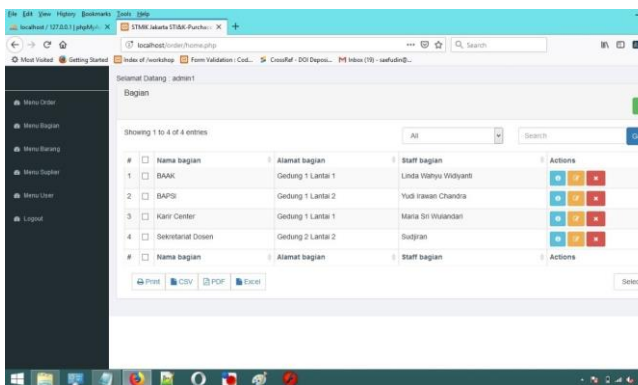 File Edit View History Bookmarks Tools Help
localhost / 127.0.0.1 | phpMyAd
STMIK Jakarta STI&K-Purchas
localhost/order/home.php
Search
Most Visited
Getting Started
Index of /workshop
Form Validation : Cod...
CrossRef - DOI Deposi...
Inbox (19) - saefudin@...
Selamat Datang : admin1
Bagian
Menu Order
Menu Bagian
Menu Barang
Menu Suplier
Menu User
Logout
Showing 1 to 4 of 4 entries
All
Search
# Nama bagian Alamat bagian Staff bagian Actions
1 BAAK Gedung 1 Lantai 1 Linda Wahyu Widiyanti
2 BAPSI Gedung 1 Lantai 2 Yudi Irawan Chandra
3 Karir Center Gedung 1 Lantai 1 Maria Sri Wulandari
4 Sekretariat Dosen Gedung 2 Lantai 2 Sudjiran
# Nama bagian Alamat bagian Staff bagian Actions
Print CSV PDF Excel
Selec